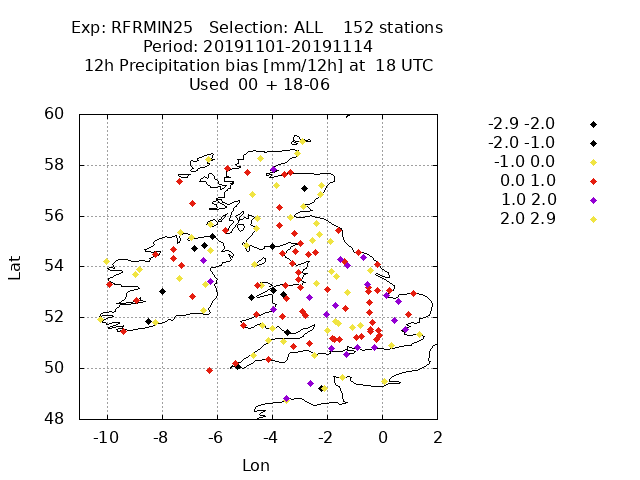 Exp: RFRMIN25 Selection: ALL 152 stations
Period: 20191101-20191114
12h Precipitation bias [mm/12h] at 18 UTC
Used 00 + 18-06
-2.9 -2.0
-2.0 -1.0
-1.0 0.0
0.0 1.0
1.0 2.0
2.0 2.9
60
58
56
54
52
50
48
Lat
-10 -8 -6 -4 -2 0 2
Lon